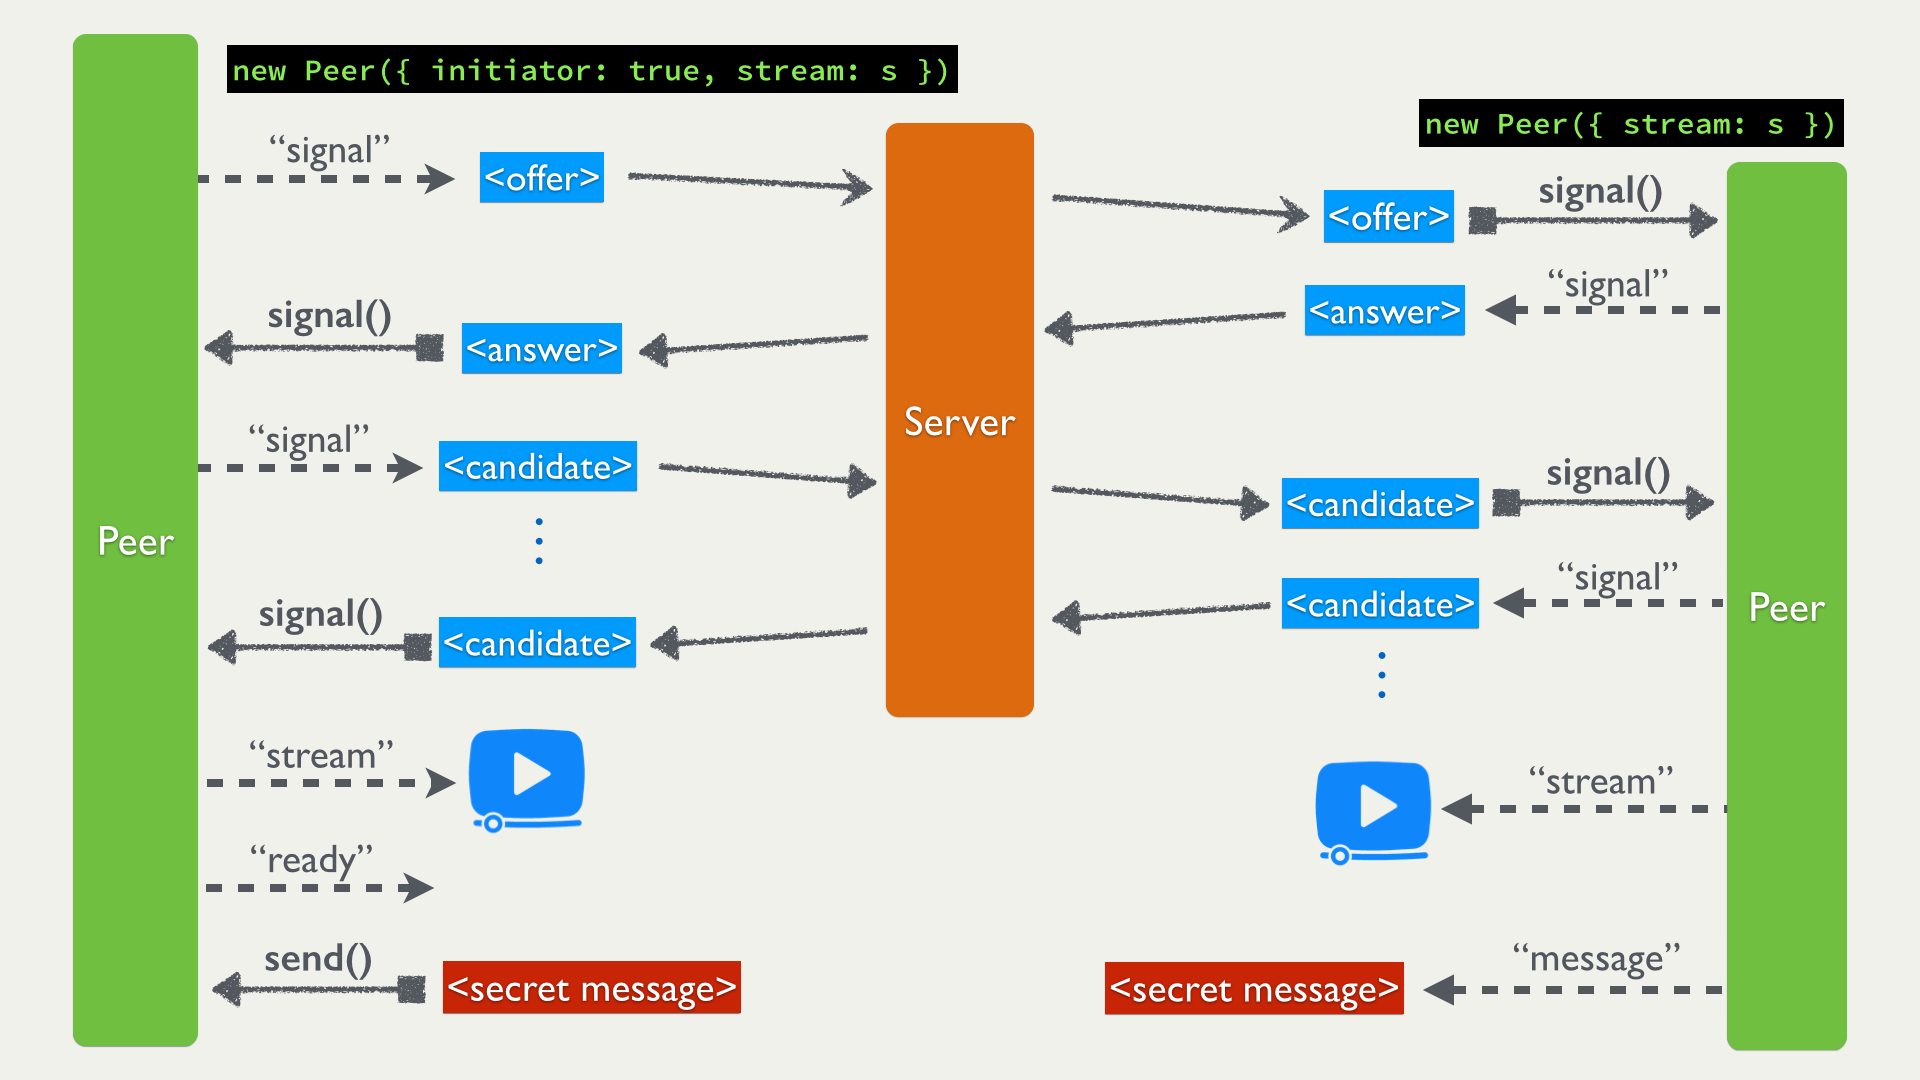 new Peer({ initiator: true, stream: s })
new Peer({ stream: s })
“signal”
<offer>
<offer>
signal()
“signal”
<answer>
signal()
<answer>
“signal”
<candidate>
Server
<candidate>
signal()
Peer
“signal”
<candidate>
Peer
signal()
<candidate>
“stream”
“stream”
“ready”
send()
<secret message>
<secret message>
“message”